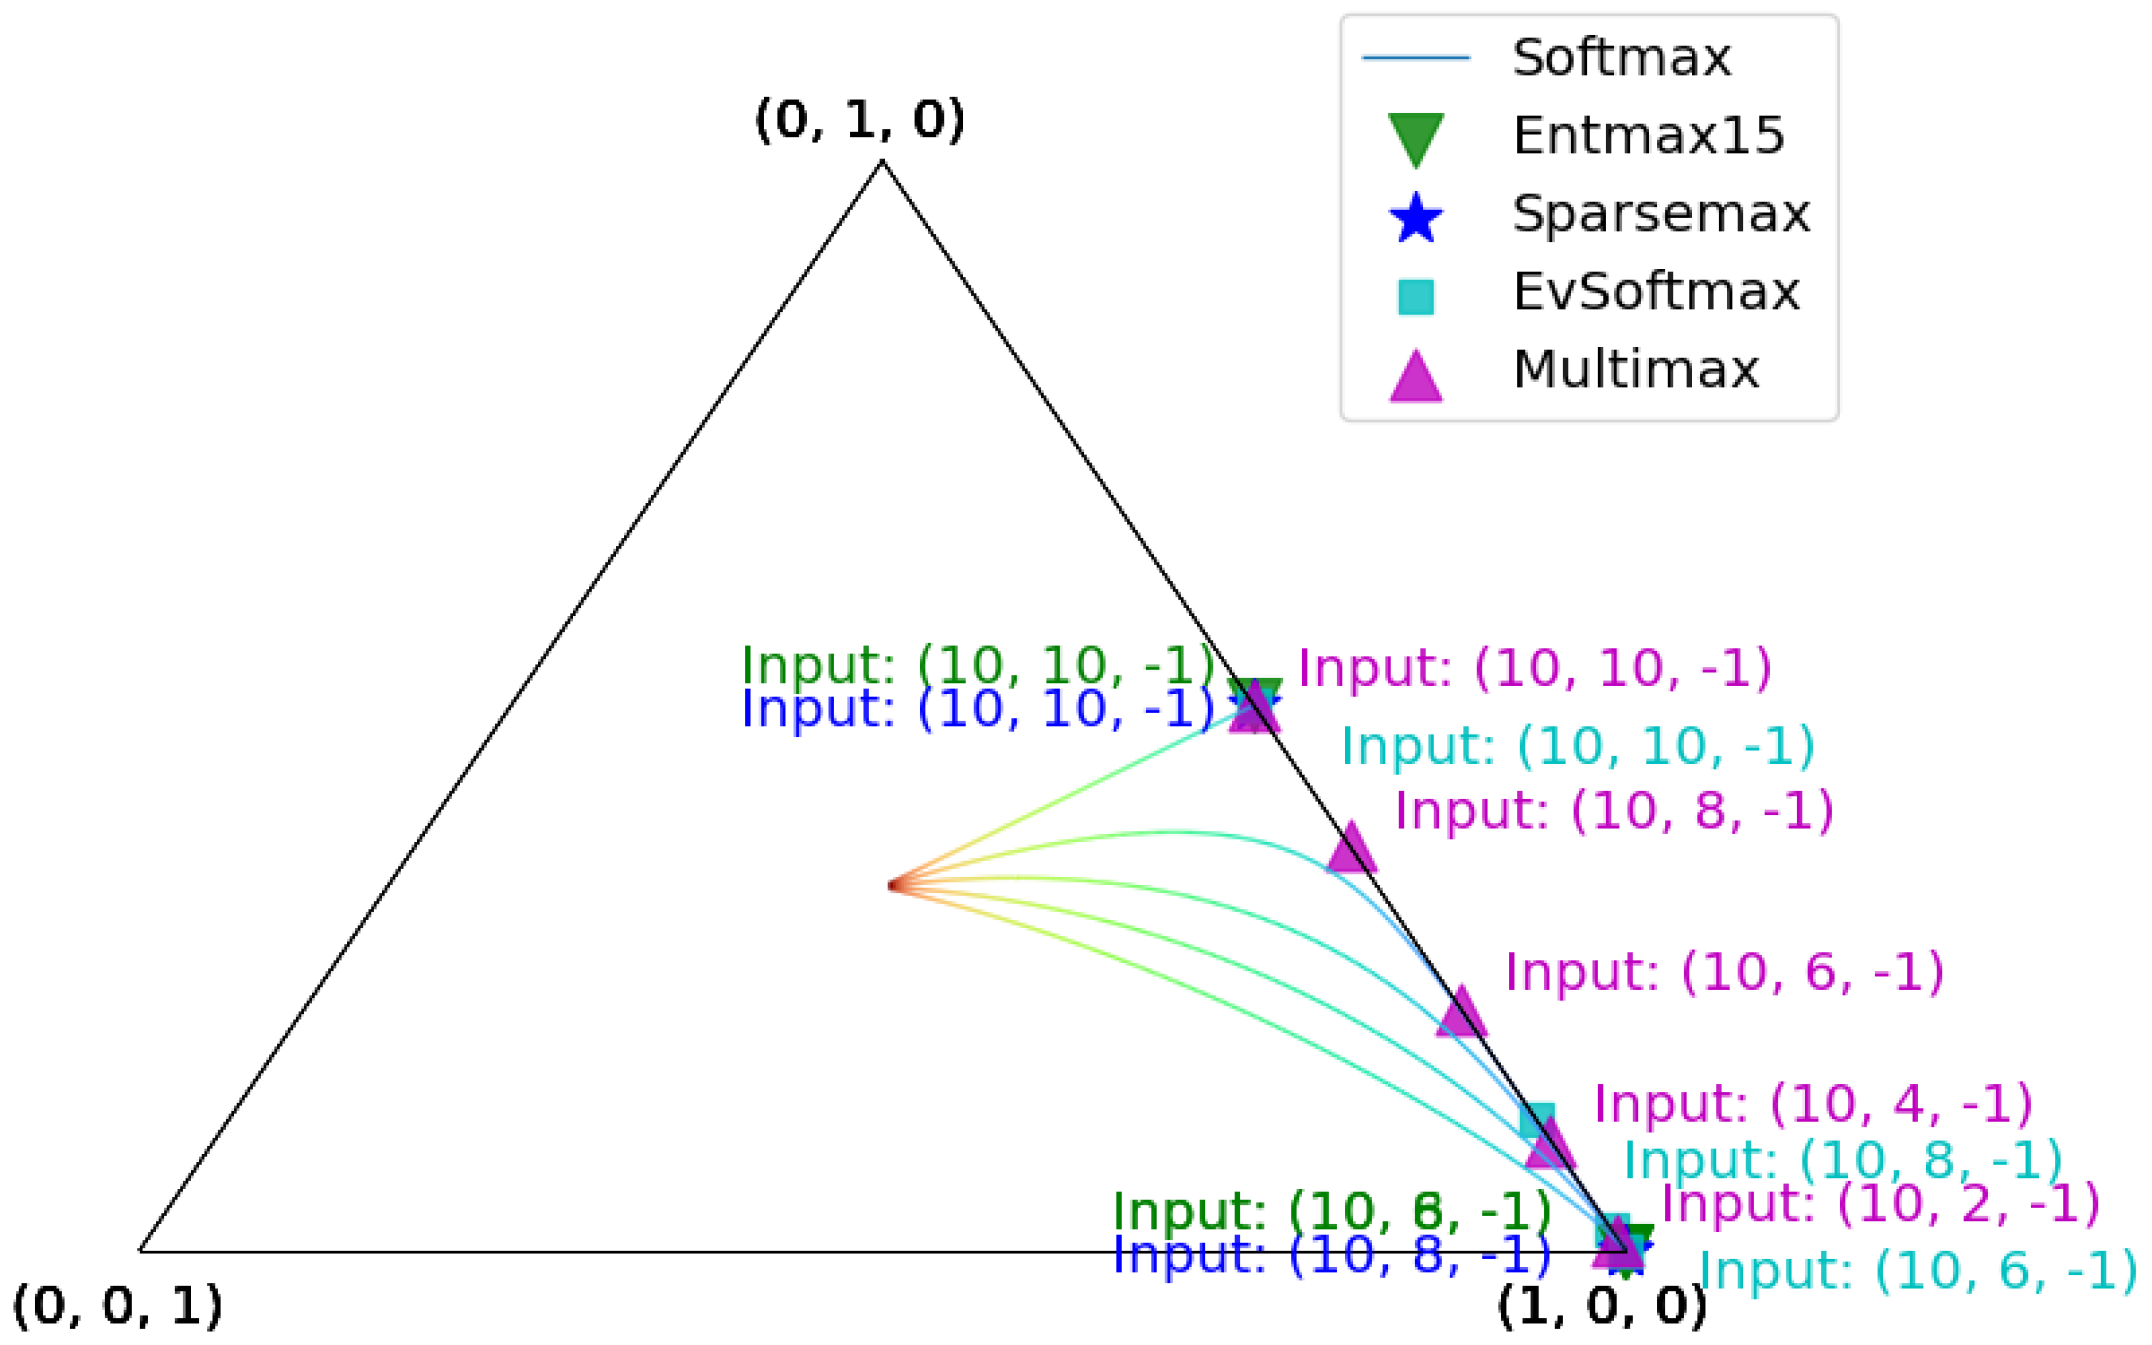 Softmax
Entmax15
Sparsemax
EvSoftmax
Multimax
(0, 1, 0)
Input: (10, 10, -1)
Input: (10, 10, -1)
Input: (10, 10, -1)
Input: (10, 10, -1)
Input: (10, 8, -1)
Input: (10, 6, -1)
Input: (10, 4, -1)
Input: (10, 8, -1)
Input: (10, 2, -1)
Input: (10, , -1)
Input: (10, 8, -1)
Input: (10, 6, -1)
(0, 0, 1)
(1, 0, 0)